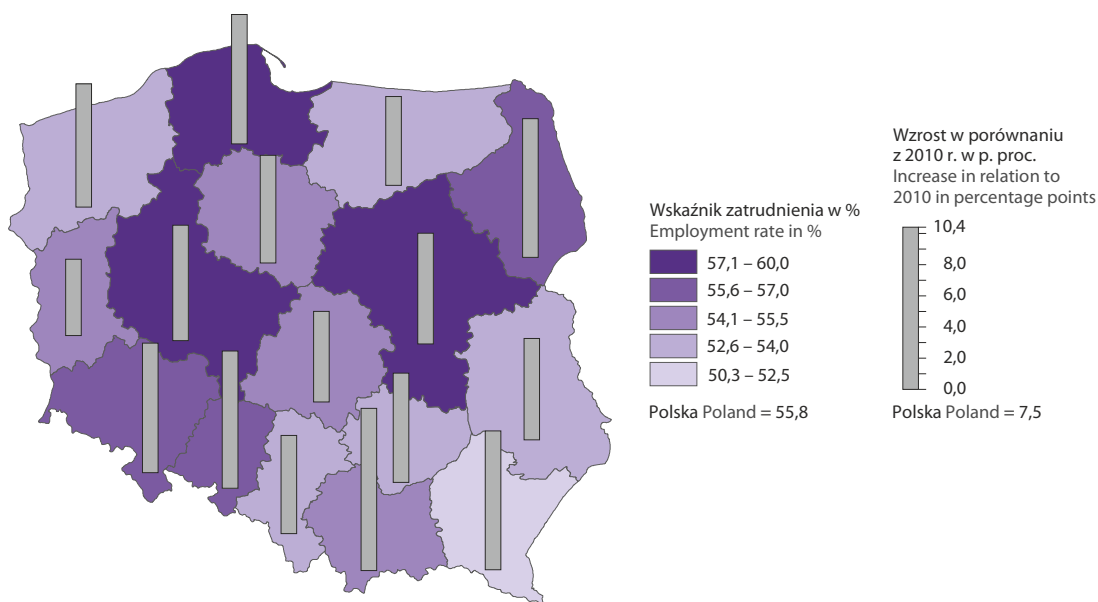 Wskaźnik zatrudnienia w %
Employment rate in %
57,1 – 60,0
55,6 – 57,0
54,1 – 55,5
52,6 – 54,0
50,3 – 52,5
Polska Poland = 55,8
Wzrost w porównaniu
z 2010 r. w p. proc.
Increase in relation to
2010 in percentage points
10,4
8,0
6,0
4,0
2,0
0,0
Polska Poland = 7,5